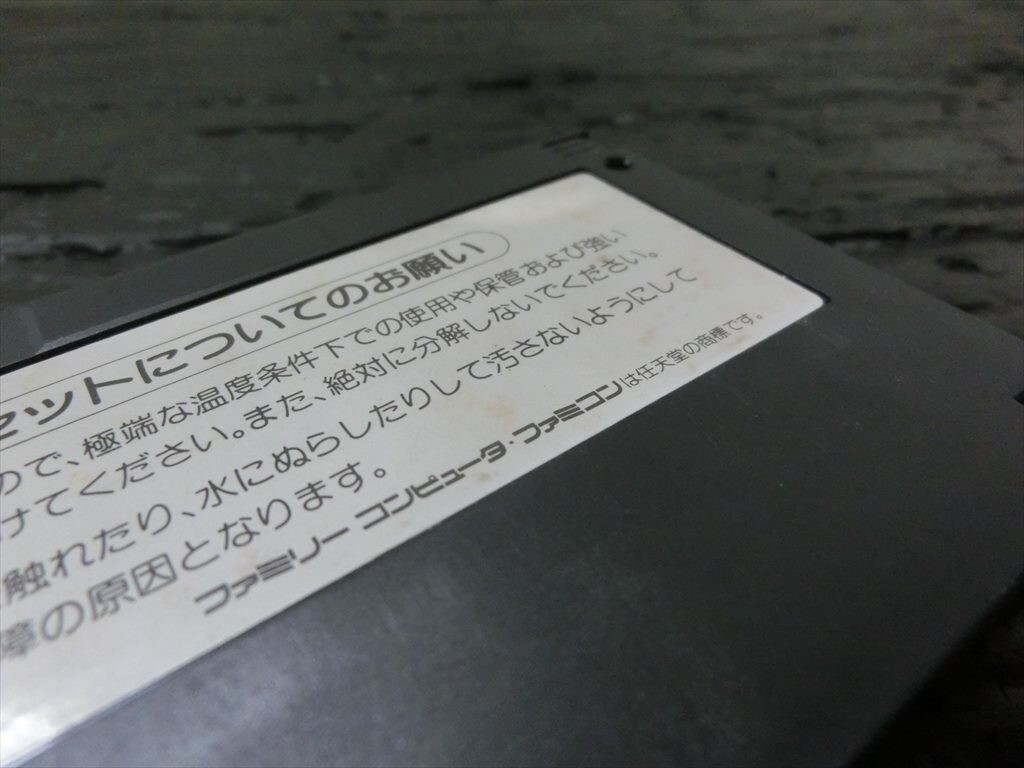 セットについてのお願い
ので、極端な温度条件下での使用や保管および強い
けてください。また、絶対に分解しないでください。
触れたり、水にぬらしたりして汚さないようにして
障の原因となります。
ファミリーコンピュータ・ファミコンは任天堂の商標です。